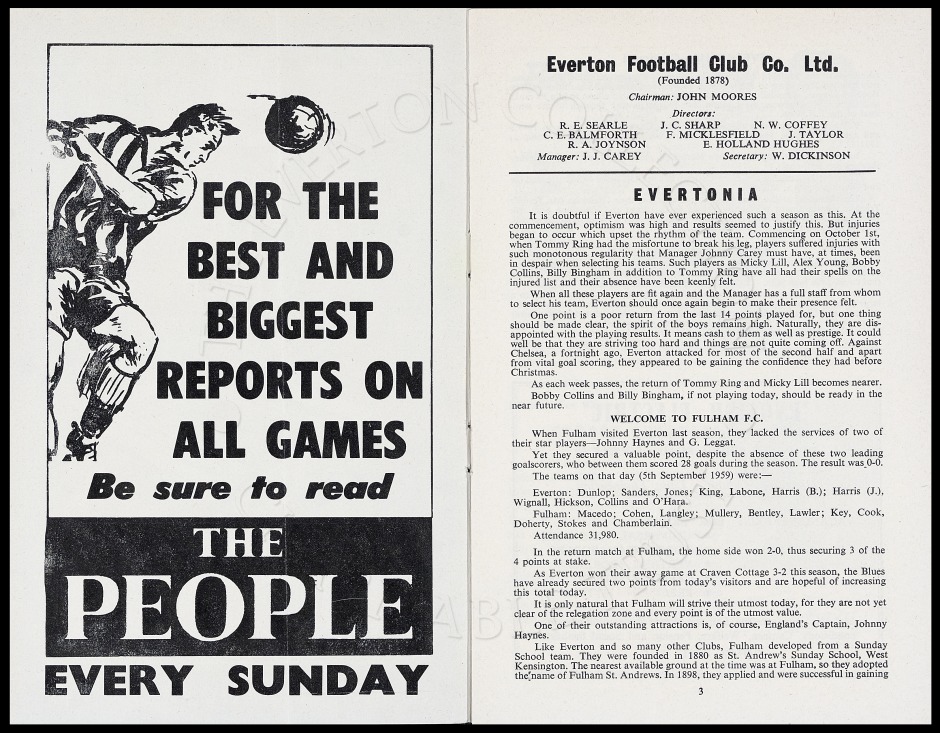 FOR THE
BEST AND
BIGGEST
REPORTS ON
ALL GAMES
Be sure to read
THE
PEOPLE
EVERY SUNDAY
Everton Football Club Co. Ltd.
(Founded 1878)
Chairman: JOHN MOORES
Directors:
R. E. SEARLE J. C. SHARP N. W. COFFEY
C. E. BALMFORTH F. MICKLESFIELD J. TAYLOR
R. A. JOYNSON E. HOLLAND HUGHES
Manager: J. J. CAREY Secretary: W. DICKINSON
EVERTONIA
It is doubtful if Everton have ever experienced such a season as this. At the
commencement, optimism was high and results seemed to justify this. But injuries
began to occur which upset the rhythm of the team. Commencing on October 1st,
when Tommy Ring had the misfortune to break his leg, players suffered injuries with
such monotonous regularity that Manager Johnny Carey must have, at times, been
in despair when selecting his teams. Such players as Micky Lill, Alex Young, Bobby
Collins, Billy Bingham in addition to Tommy Ring have all had their spells on the
injured list and their absence have been keenly felt.
When all these players are fit again and the Manager has a full staff from whom
to select his team, Everton should once again begin to make their presence felt.
One point is a poor return from the last 14 points played for, but one thing
should be made clear, the spirit of the boys remains high. Naturally, they are dis-
appointed with the playing results. It means cash to them as well as prestige. It could
well be that they are striving too hard and things are not quite coming off. Against
Chelsea, a fortnight ago, Everton attacked for most of the second half and apart
from vital goal scoring, they appeared to be gaining the confidence they had before
Christmas.
As each week passes, the return of Tommy Ring and Micky Lill becomes nearer.
Bobby Collins and Billy Bingham, if not playing today, should be ready in the
near future.
WELCOME TO FULHAM F.C.
When Fulham visited Everton last season, they lacked the services of two of
their star players—Johnny Haynes and G. Leggat.
Yet they secured a valuable point, despite the absence of these two leading
goalscorers, who between them scored 28 goals during the season. The result was 0-0.
The teams on that day (5th September 1959) were:—
Everton: Dunlop; Sanders, Jones; King, Labone, Harris (B.); Harris (J.),
Wignall, Hickson, Collins and O'Hara.
Fulham: Macedo; Cohen, Langley; Mullery, Bentley, Lawler; Key, Cook,
Doherty, Stokes and Chamberlain.
Attendance 31,980.
In the return match at Fulham, the home side won 2-0, thus securing 3 of the
4 points at stake.
As Everton won their away game at Craven Cottage 3-2 this season, the Blues
have already secured two points from today's visitors and are hopeful of increasing
this total today.
It is only natural that Fulham will strive their utmost today, for they are not yet
clear of the relegation zone and every point is of the utmost value.
One of their outstanding attractions is, of course, England's Captain, Johnny
Haynes.
Like Everton and so many other Clubs, Fulham developed from a Sunday
School team. They were founded in 1880 as St. Andrew's Sunday School, West
Kensington. The nearest available ground at the time was at Fulham, so they adopted
the name of Fulham St. Andrews. In 1898, they applied and were successful in gaining
3